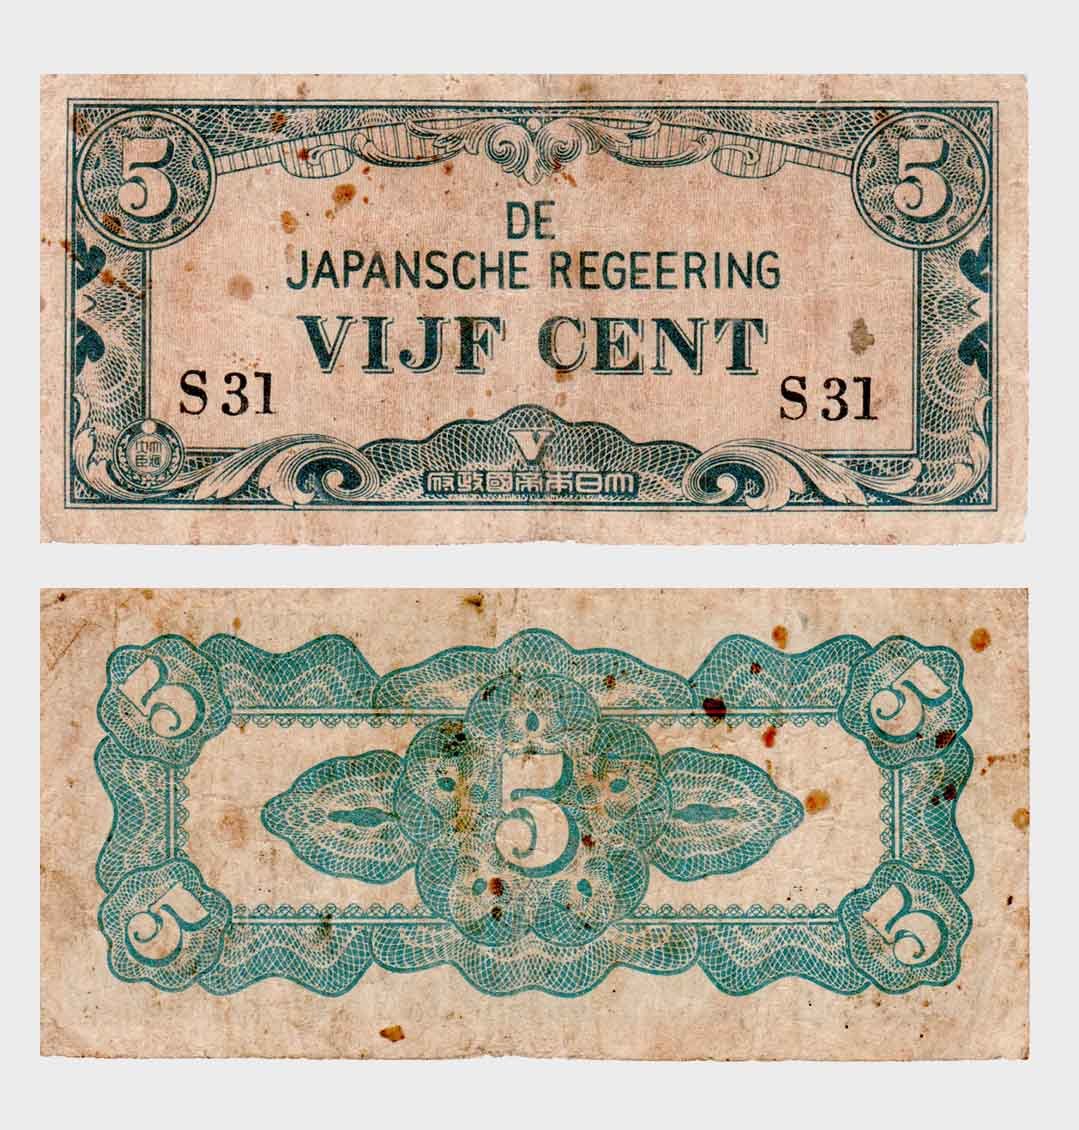 5 5
DE
JAPANSCHE REGEERING
VIJF CENT
S 31 S 31
V
大日本帝國政府
5 5
5
5 5